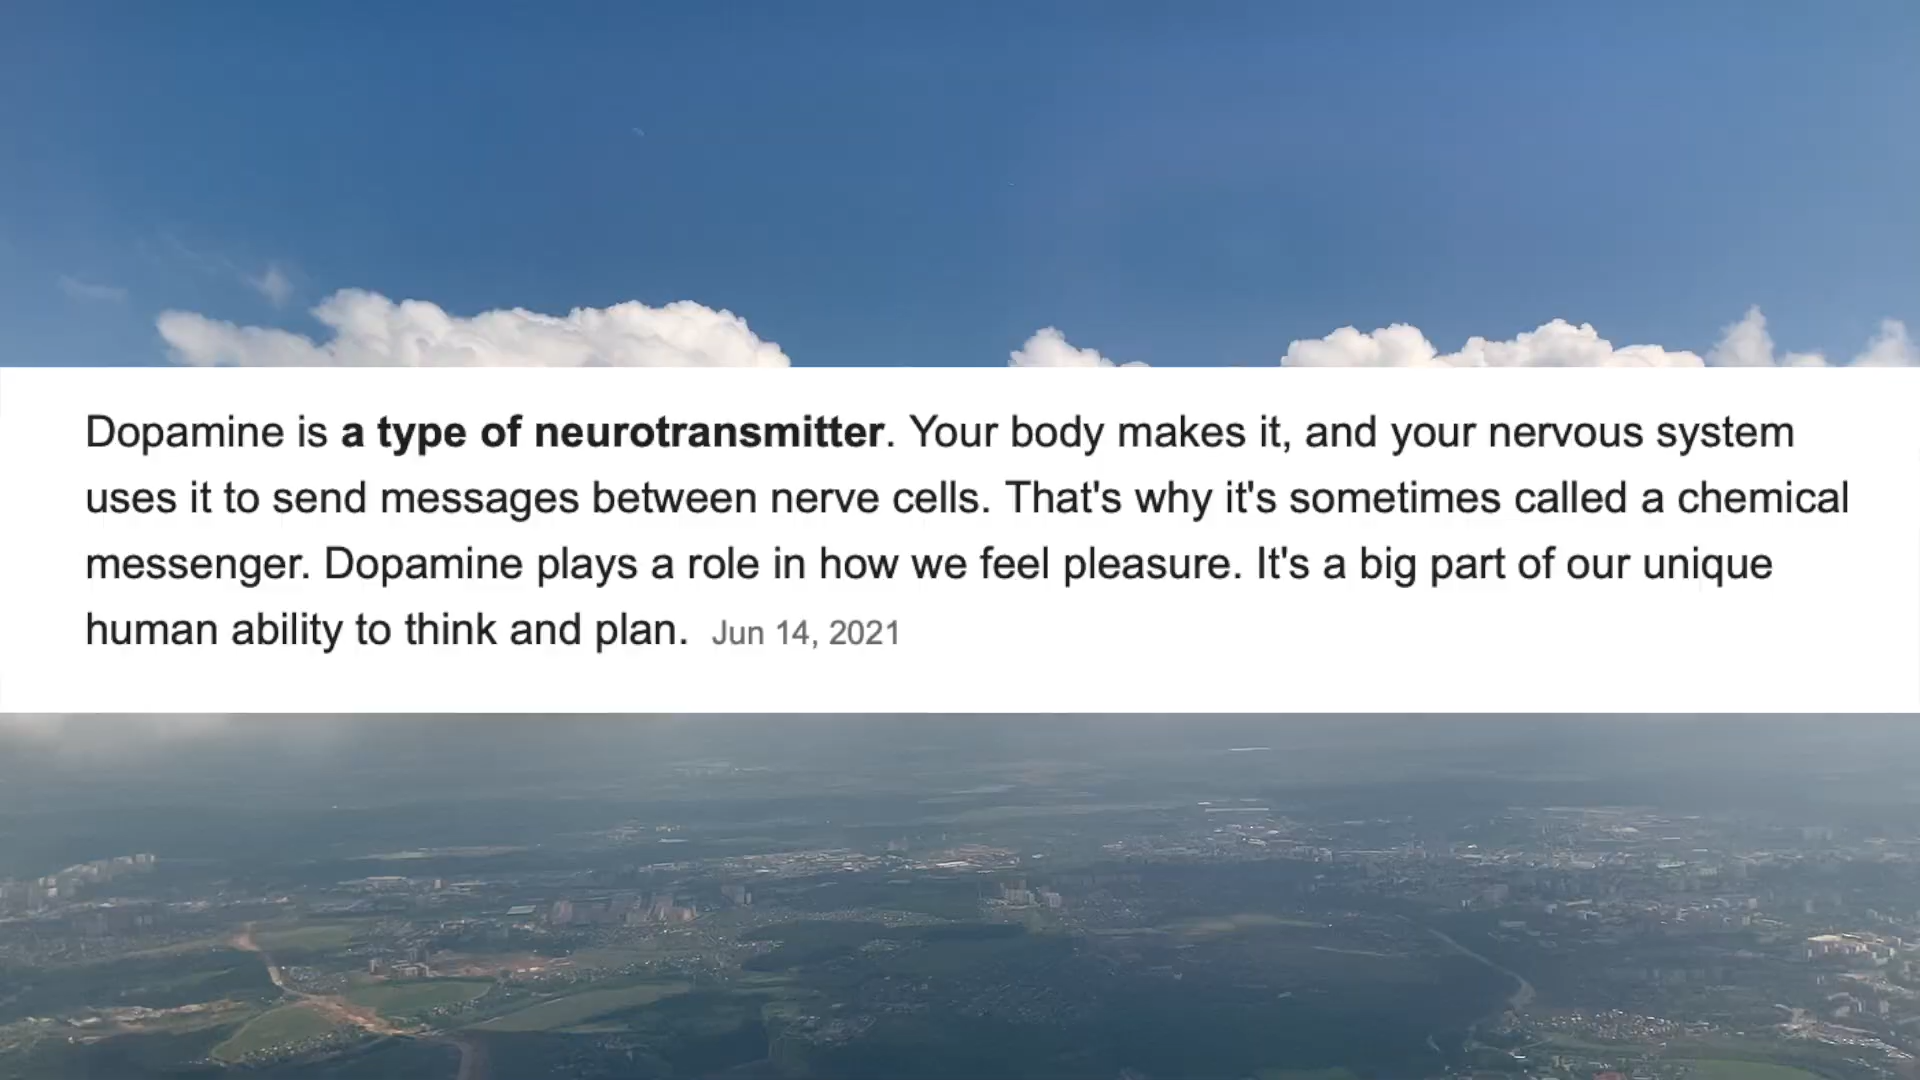 Dopamine is a type of neurotransmitter. Your body makes it, and your nervous system
uses it to send messages between nerve cells. That's why it's sometimes called a chemical
messenger. Dopamine plays a role in how we feel pleasure. It's a big part of our unique
human ability to think and plan. Jun 14, 2021